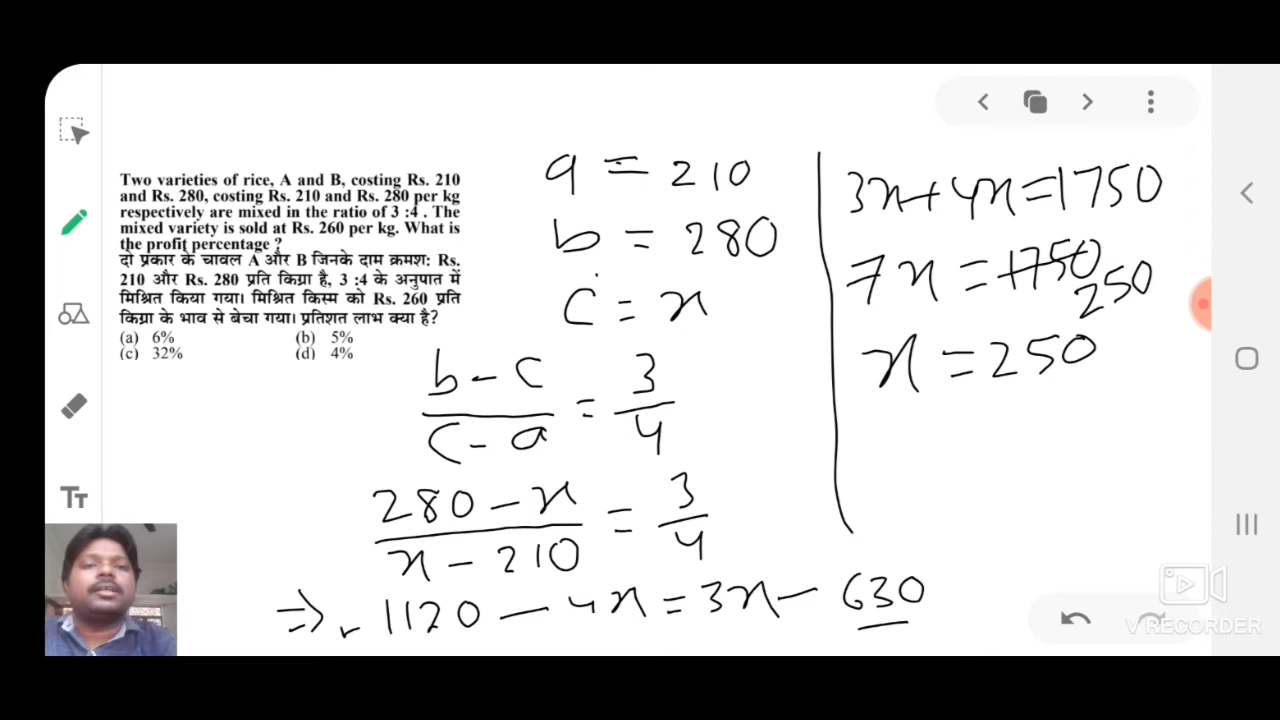 Two varieties of rice, A and B, costing Rs. 210
and Rs. 280, costing Rs. 210 and Rs. 280 per kg
respectively are mixed in the ratio of 3 :4 . The
mixed variety is sold at Rs. 260 per kg. What is
the profit percentage ?
दो प्रकार के चावल A और B जिनके दाम क्रमश: Rs.
210 और Rs. 280 प्रति किग्रा है, 3 :4 के अनुपात में
मिश्रित किया गया। मिश्रित किस्म को Rs. 260 प्रति
किग्रा के भाव से बेचा गया। प्रतिशत लाभ क्या है?
(a) 6% (b) 5%
(c) 32% (d) 4%
a = 210
b = 280
c = x
b - c
c - a
= 3
4
280 - x
x - 210
= 3
4
⇒ 1120 - 4x = 3x - 630
3x + 4x = 1750
7x = 1750
250
x = 250
TT
V RECORDER